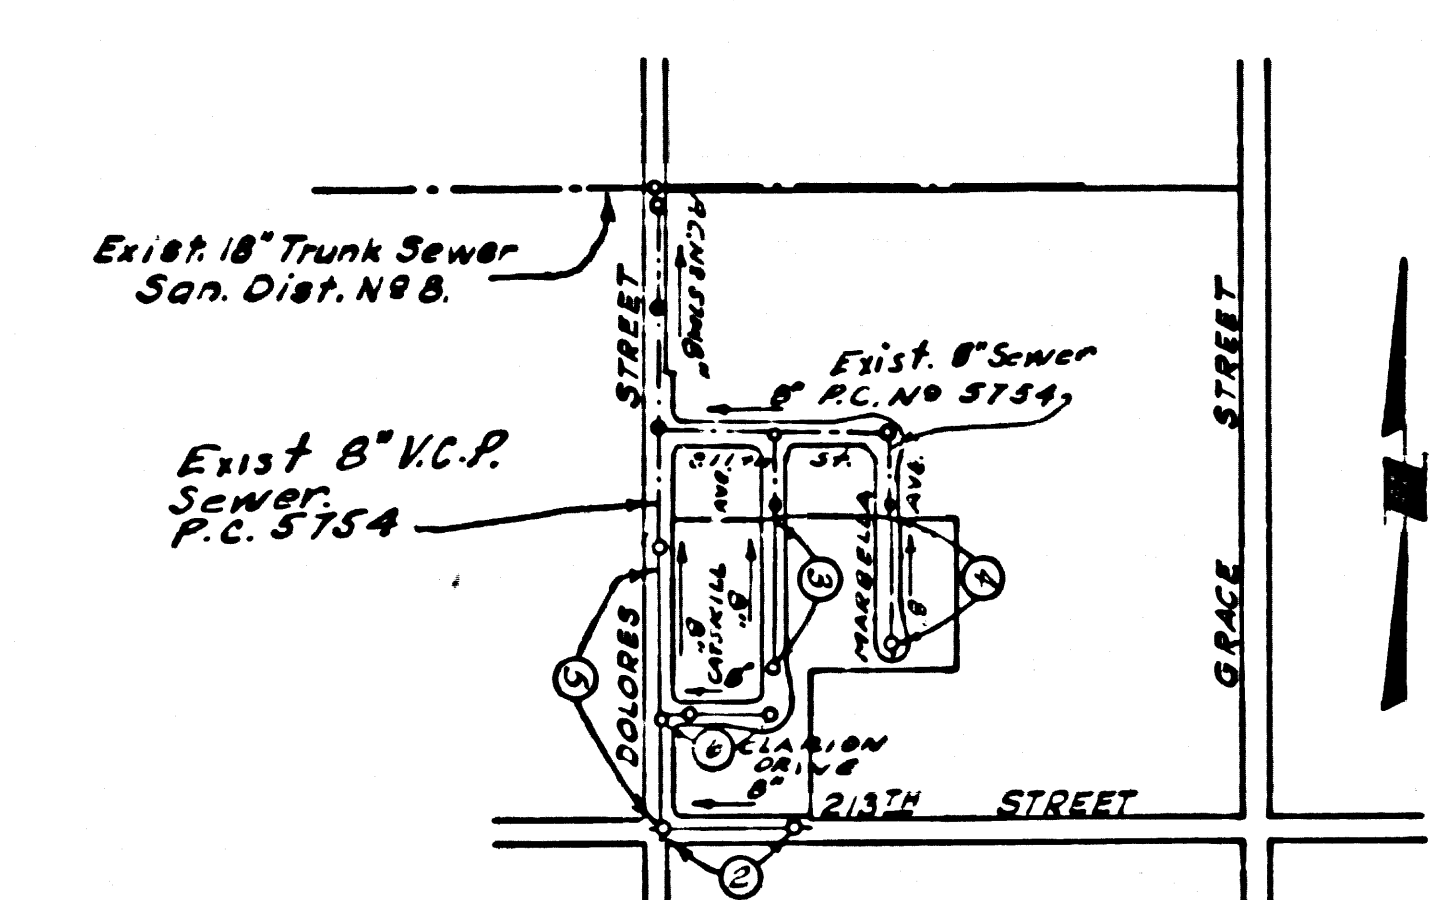 Exist. 18" Trunk Sewer
San. Dist. Nº 8.
STREET
Exist. 8" Sewer
P.C. Nº 5754
8"
STREET
Exist 8" V.C.P.
Sewer.
P.C. 5754
ST.
AVE.
AVE.
MARBELLA
CATSKILL
8"
8"
8"
8"
3
4
5
6
DOLORES
GRACE
CLARION
DRIVE
8"
213TH STREET
2